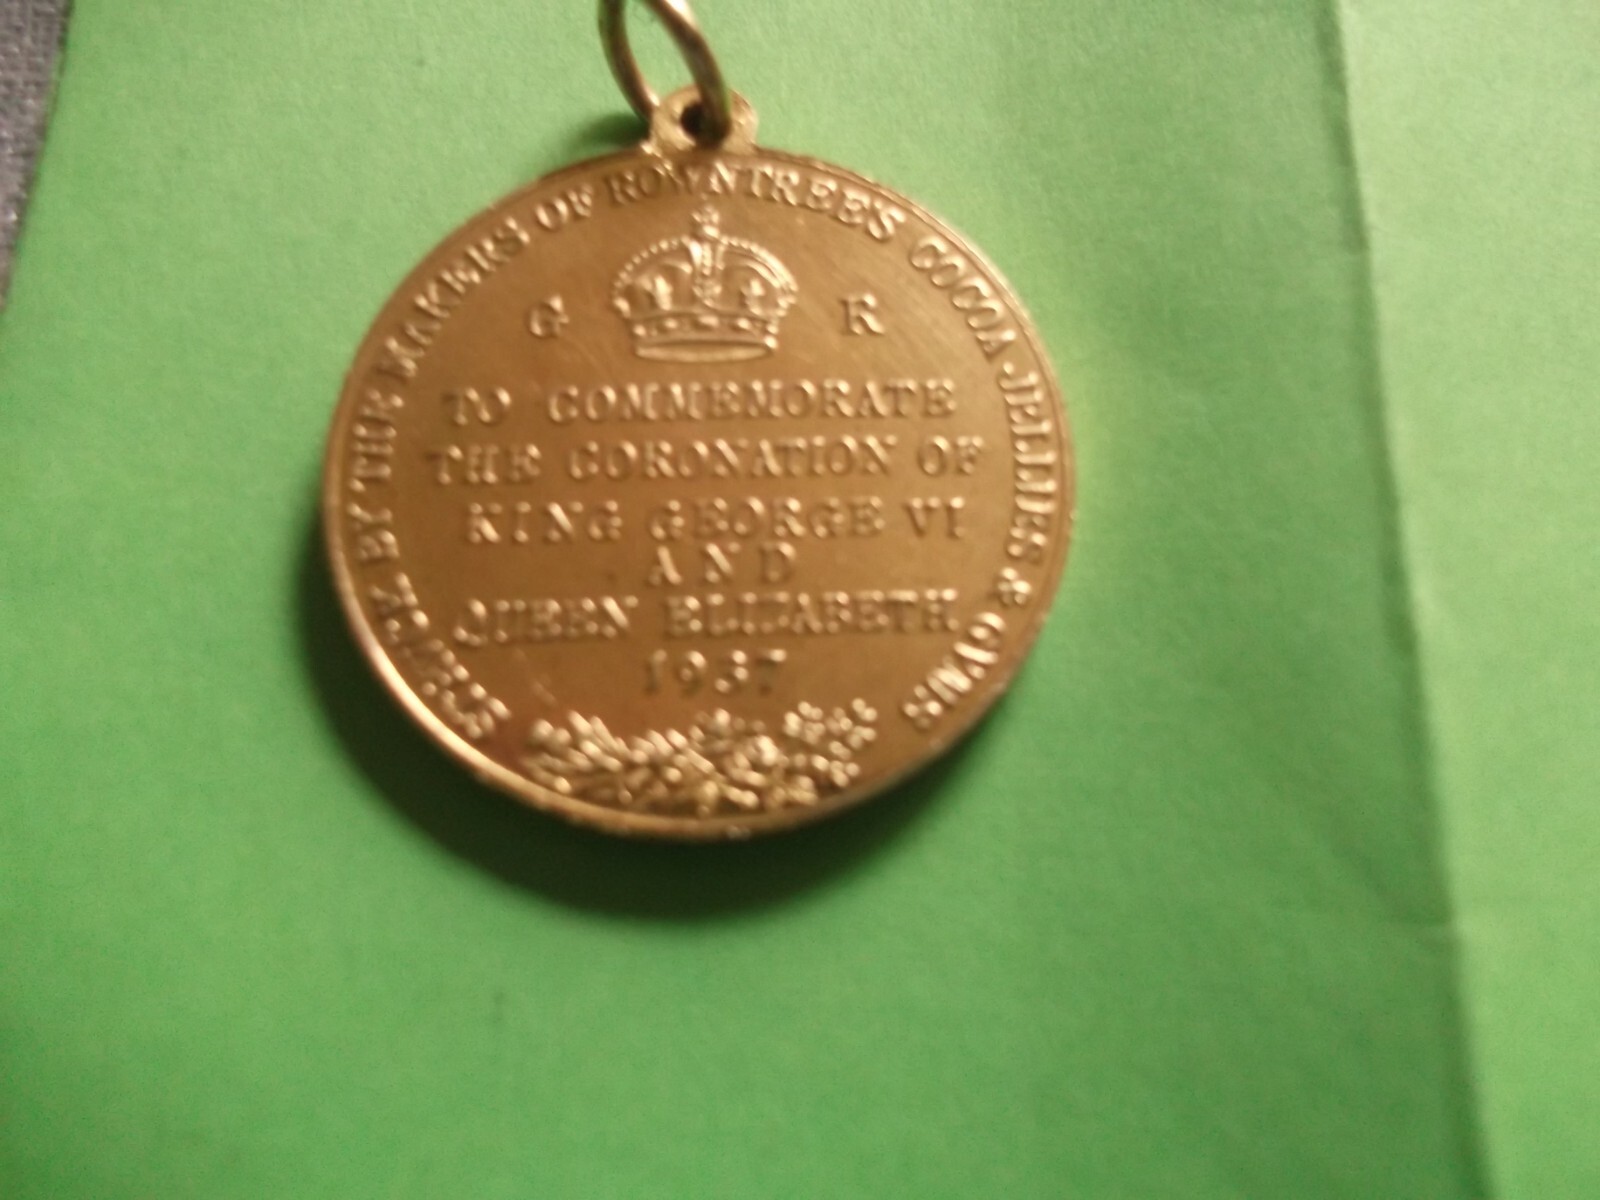 STRUCK BY THE MAKERS OF ROWNTREE'S COCOA . JELLIES & GUMS
G R
TO COMMEMORATE
THE CORONATION OF
KING GEORGE VI
AND
QUEEN ELIZABETH
1937